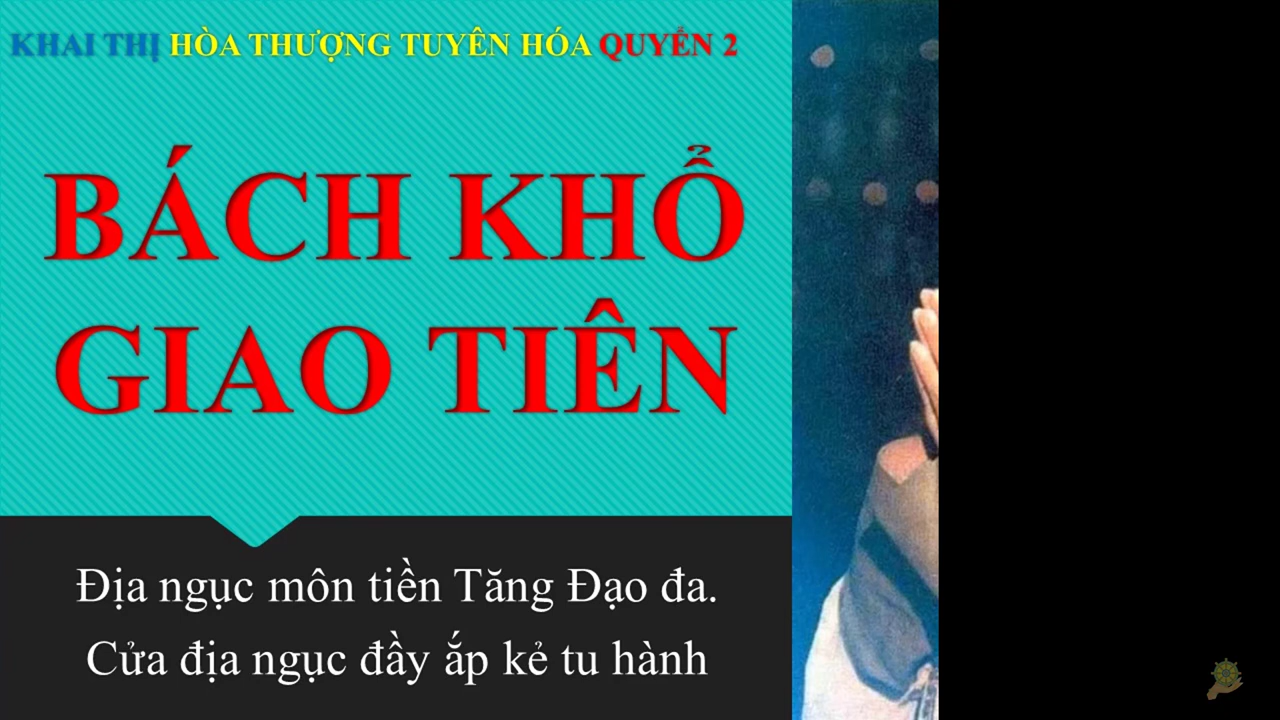 KHAI THỊ HÒA THƯỢNG TUYÊN HÓA QUYỂN 2
BÁCH KHỔ
GIAO TIÊN
Địa ngục môn tiền Tăng Đạo đa.
Cửa địa ngục đầy ắp kẻ tu hành